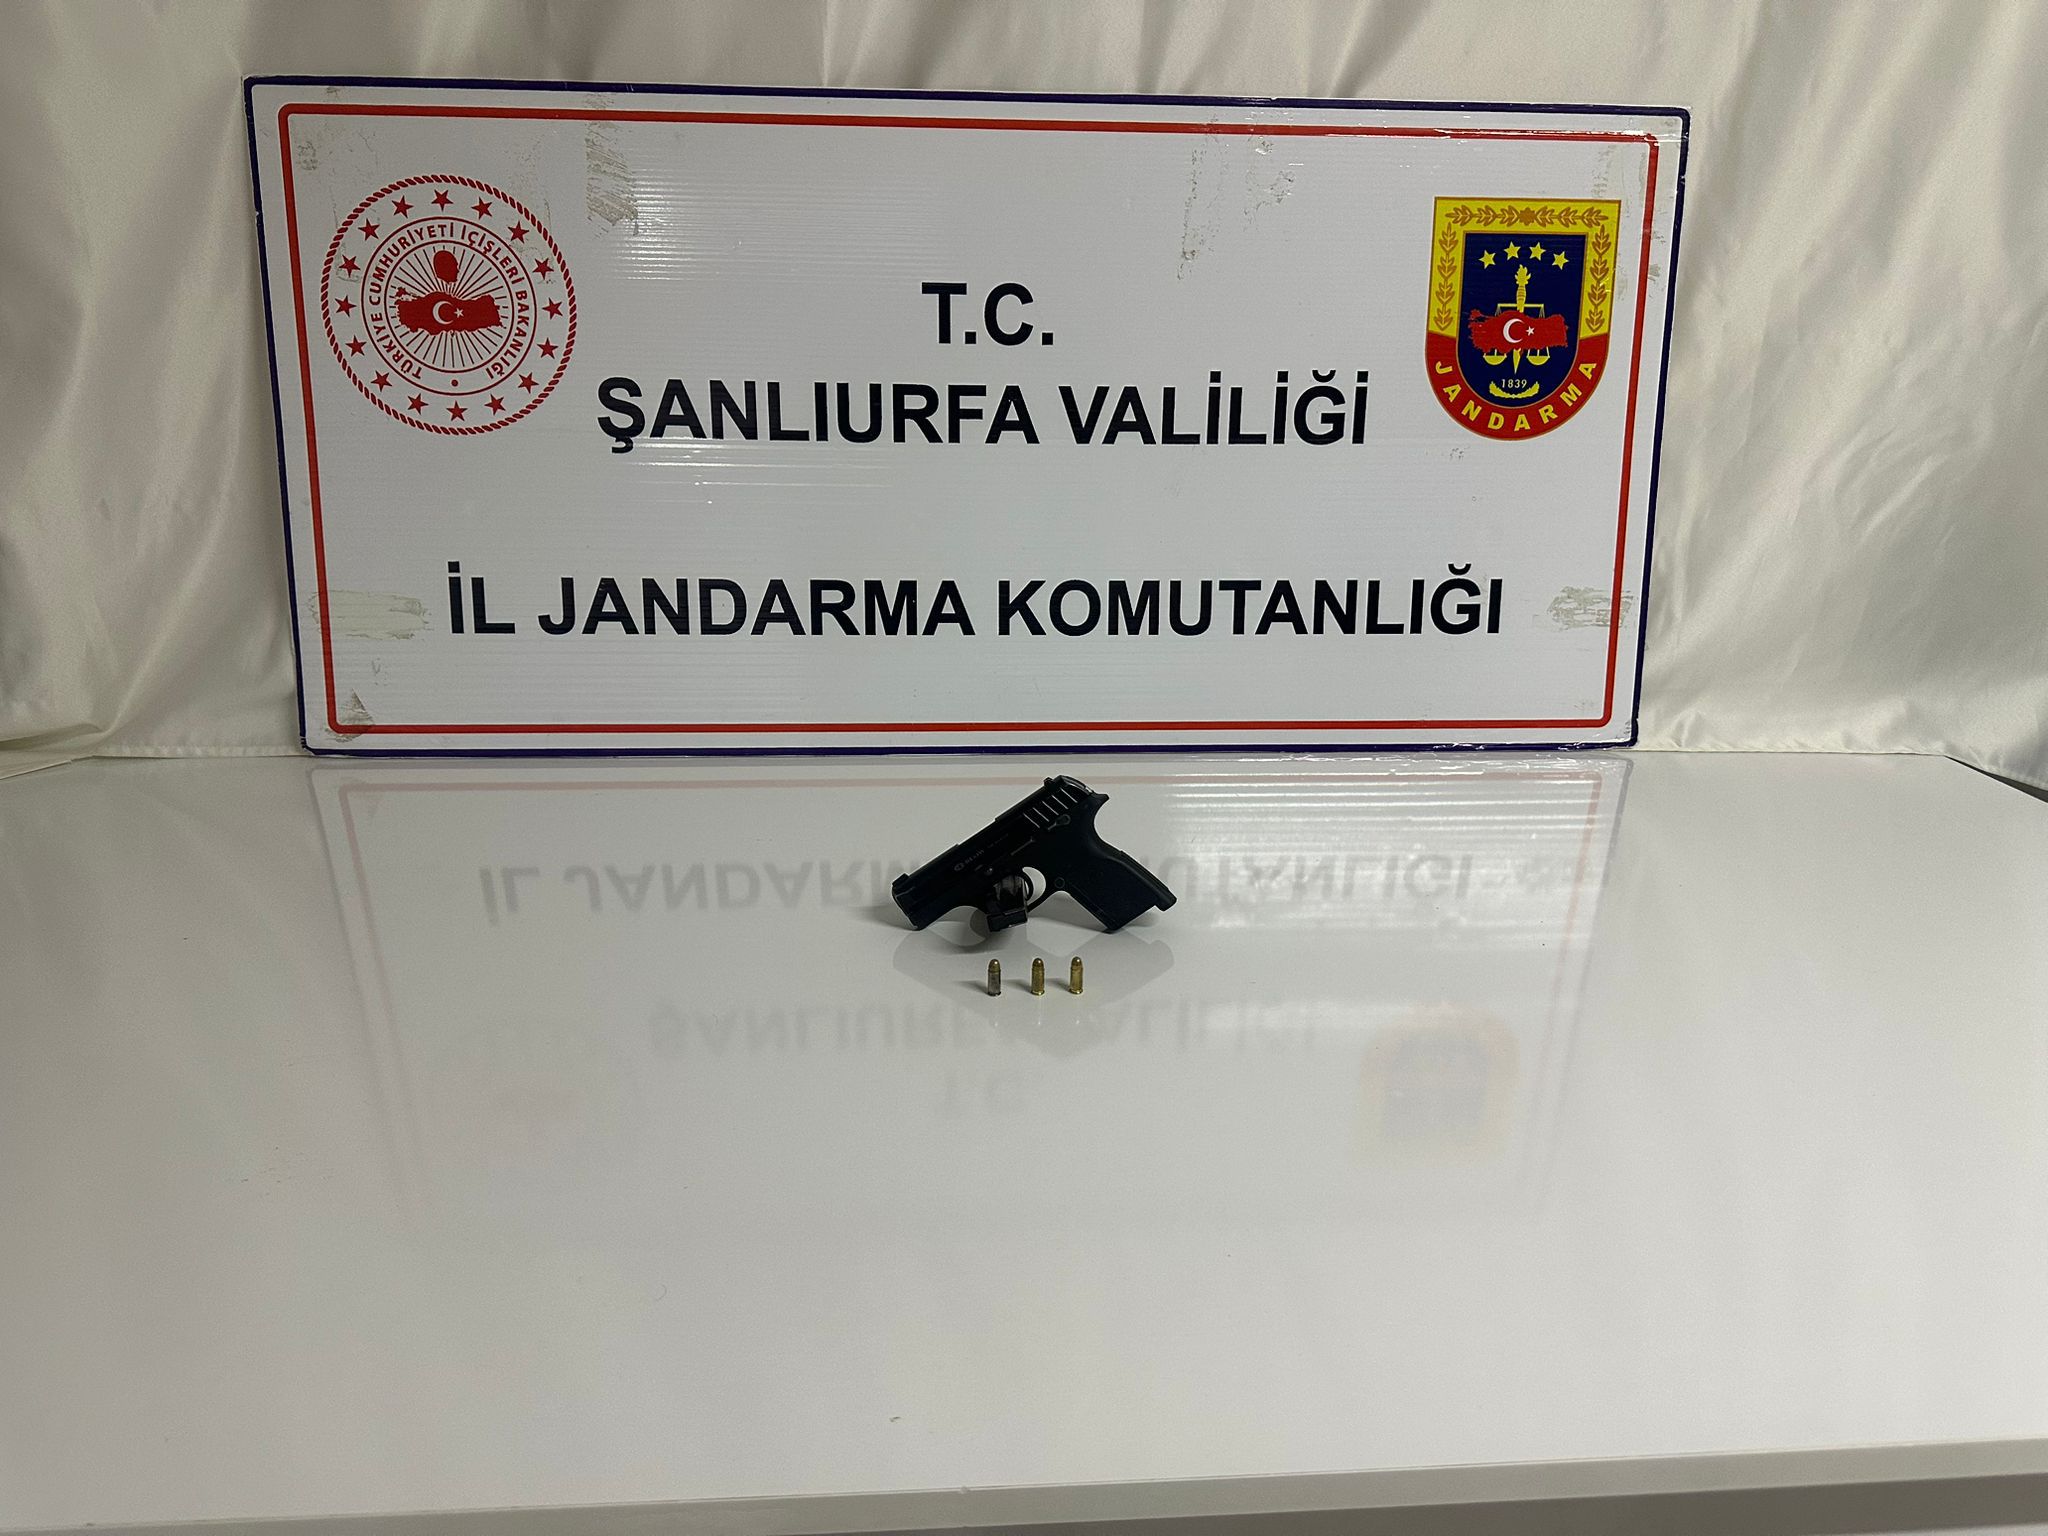 TÜRKİYE CUMHURİYETİ İÇİŞLERİ BAKANLIĞI
T.C.
ŞANLIURFA VALİLİĞİ
İL JANDARMA KOMUTANLIĞI
1839
JANDARMA